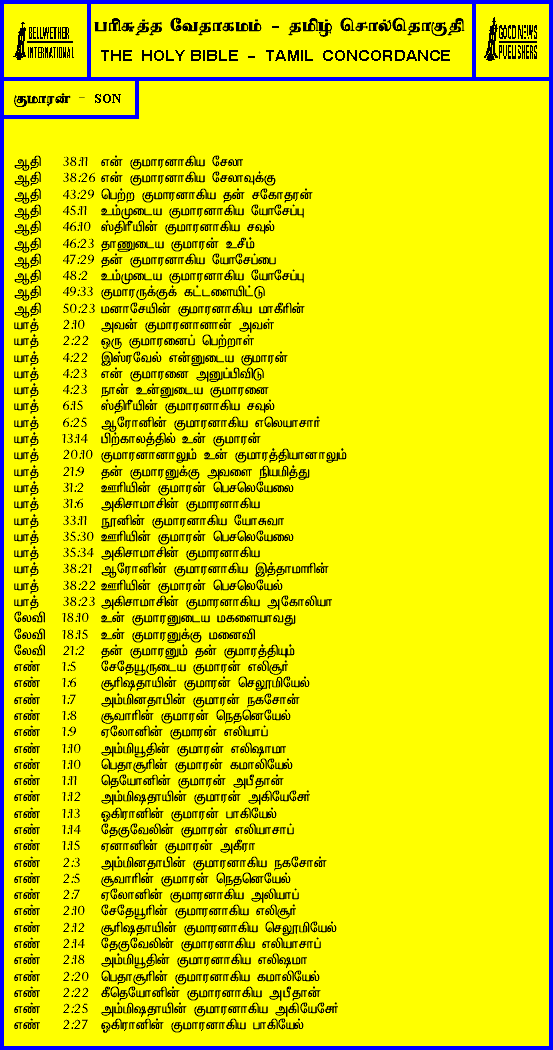 BELLWETHER
INTERNATIONAL
பரிசுத்த வேதாகமம் - தமிழ் சொல்தொகுதி
THE HOLY BIBLE - TAMIL CONCORDANCE
GOOD NEWS
PUBLISHERS
குமாரன் - SON
ஆதி 38:11 என் குமாரனாகிய சேலா
ஆதி 38:26 என் குமாரனாகிய சேலாவுக்கு
ஆதி 43:29 பெற்ற குமாரனாகிய தன் சகோதரன்
ஆதி 45:11 உம்முடைய குமாரனாகிய யோசேப்பு
ஆதி 46:10 ஸ்திரீயின் குமாரனாகிய சவுல்
ஆதி 46:23 தாணுடைய குமாரன் உசீம்
ஆதி 47:29 தன் குமாரனாகிய யோசேப்பை
ஆதி 48:2 உம்முடைய குமாரனாகிய யோசேப்பு
ஆதி 49:33 குமாரருக்குக் கட்டளையிட்டு
ஆதி 50:23 மனாசேயின் குமாரனாகிய மாகீரின்
யாத் 2:10 அவன் குமாரனானான் அவள்
யாத் 2:22 ஒரு குமாரனைப் பெற்றாள்
யாத் 4:22 இஸ்ரவேல் என்னுடைய குமாரன்
யாத் 4:23 என் குமாரனை அனுப்பிவிடு
யாத் 4:23 நான் உன்னுடைய குமாரனை
யாத் 6:15 ஸ்திரீயின் குமாரனாகிய சவுல்
யாத் 6:25 ஆரோனின் குமாரனாகிய எலெயாசார்
யாத் 13:14 பிற்காலத்தில் உன் குமாரன்
யாத் 20:10 குமாரனானாலும் உன் குமாரத்தியானாலும்
யாத் 21:9 தன் குமாரனுக்கு அவளை நியமித்து
யாத் 31:2 ஊரியின் குமாரன் பெசலெயேலை
யாத் 31:6 அகிசாமாசின் குமாரனாகிய
யாத் 33:11 நூனின் குமாரனாகிய யோசுவா
யாத் 35:30 ஊரியின் குமாரன் பெசலெயேலை
யாத் 35:34 அகிசாமாசின் குமாரனாகிய
யாத் 38:21 ஆரோனின் குமாரனாகிய இத்தாமாரின்
யாத் 38:22 ஊரியின் குமாரன் பெசலெயேல்
யாத் 38:23 அகிசாமாசின் குமாரனாகிய அகோலியா
லேவி 18:10 உன் குமாரனுடைய மகளையாவது
லேவி 18:15 உன் குமாரனுக்கு மனைவி
லேவி 21:2 தன் குமாரனும் தன் குமாரத்தியும்
எண் 1:5 சேதேயூருடைய குமாரன் எலிசூர்
எண் 1:6 சூரிஷதாயின் குமாரன் செலூமியேல்
எண் 1:7 அம்மினதாபின் குமாரன் நகசோன்
எண் 1:8 சூவாரின் குமாரன் நெதனெயேல்
எண் 1:9 ஏலோனின் குமாரன் எலியாப்
எண் 1:10 அம்மியூதின் குமாரன் எலிஷாமா
எண் 1:10 பெதாசூரின் குமாரன் கமாலியேல்
எண் 1:11 தெயோனின் குமாரன் அபீதான்
எண் 1:12 அம்மிஷதாயின் குமாரன் அகியேசேர்
எண் 1:13 ஓகிரானின் குமாரன் பாகியேல்
எண் 1:14 தேகுவேலின் குமாரன் எலியாசாப்
எண் 1:15 ஏனானின் குமாரன் அகீரா
எண் 2:3 அம்மினதாபின் குமாரனாகிய நகசோன்
எண் 2:5 சூவாரின் குமாரன் நெதனெயேல்
எண் 2:7 ஏலோனின் குமாரனாகிய அலியாப்
எண் 2:10 சேதேயூரின் குமாரனாகிய எலிசூர்
எண் 2:12 சூரிஷதாயின் குமாரனாகிய செலூமியேல்
எண் 2:14 தேகுவேலின் குமாரனாகிய எலியாசாப்
எண் 2:18 அம்மியூதின் குமாரனாகிய எலிஷமா
எண் 2:20 பெதாசூரின் குமாரனாகிய கமாலியேல்
எண் 2:22 கீதெயோனின் குமாரனாகிய அபீதான்
எண் 2:25 அம்மிஷதாயின் குமாரனாகிய அகியேசேர்
எண் 2:27 ஓகிரானின் குமாரனாகிய பாகியேல்